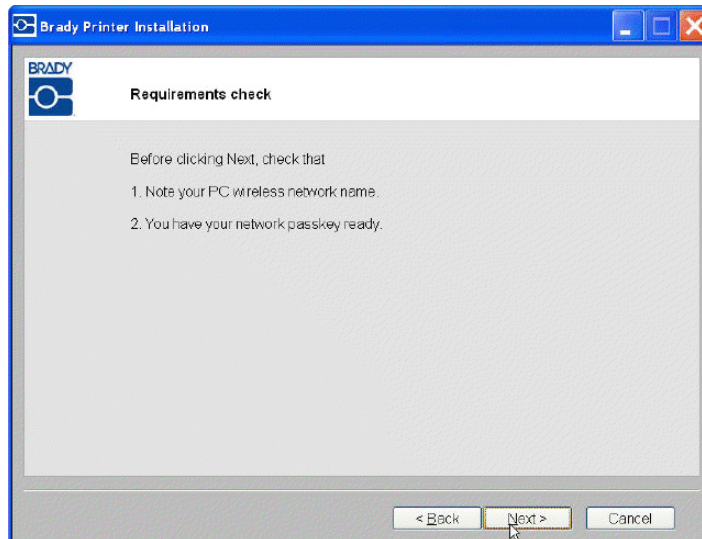 Brady Printer Installation
BRADY
Requirements check
Before clicking Next, check that
1. Note your PC wireless network name.
2. You have your network passkey ready.
< Back
Next >
Cancel